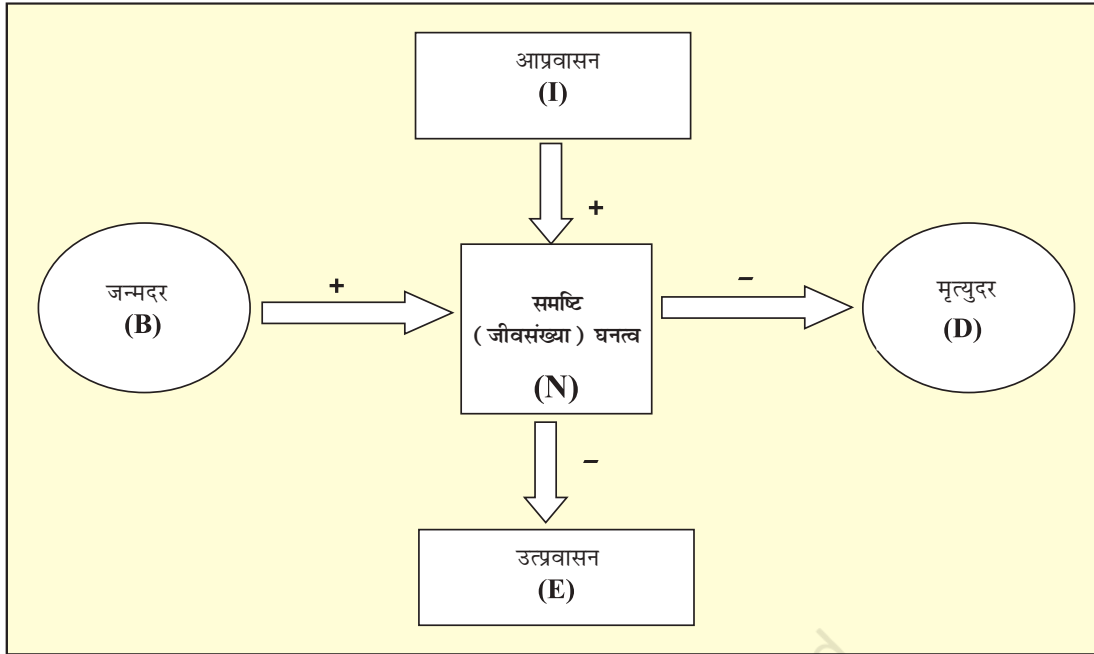 आप्रवासन
(I)
+
जन्मदर
(B)
+
समष्टि
(जीवसंख्या) घनत्व
(N)
–
मृत्युदर
(D)
–
उत्प्रवासन
(E)